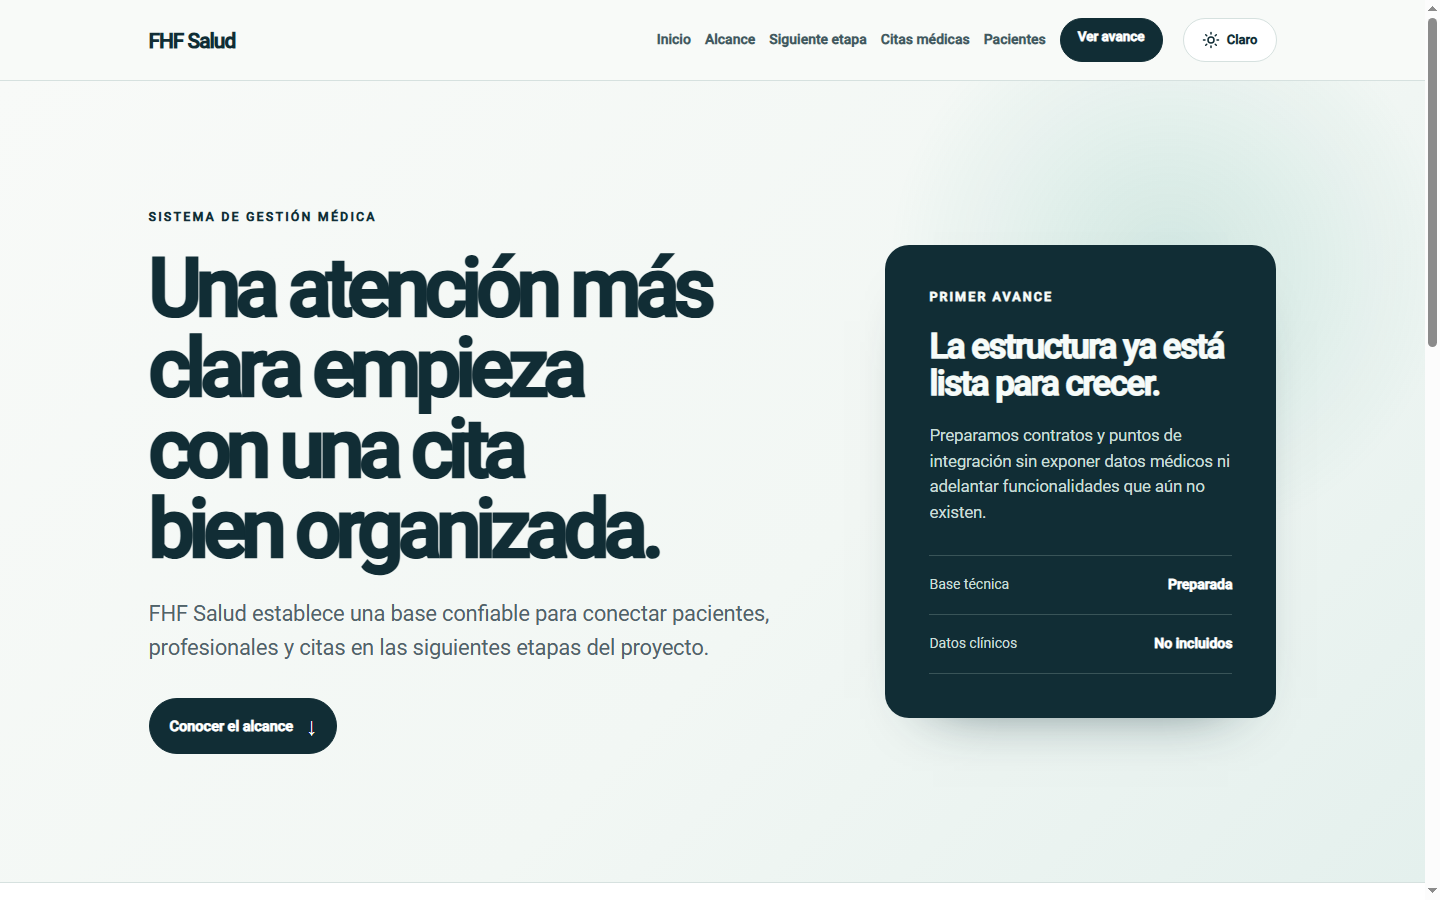 FHF Salud
Inicio
Alcance
Siguiente etapa
Citas médicas
Pacientes
Ver avance
Claro
SISTEMA DE GESTIÓN MÉDICA
Una atención más
clara empieza
con una cita
bien organizada.
FHF Salud establece una base confiable para conectar pacientes,
profesionales y citas en las siguientes etapas del proyecto.
Conocer el alcance ↓
PRIMER AVANCE
La estructura ya está
lista para crecer.
Preparamos contratos y puntos de
integración sin exponer datos médicos ni
adelantar funcionalidades que aún no
existen.
Base técnica
Preparada
Datos clínicos
No incluidos